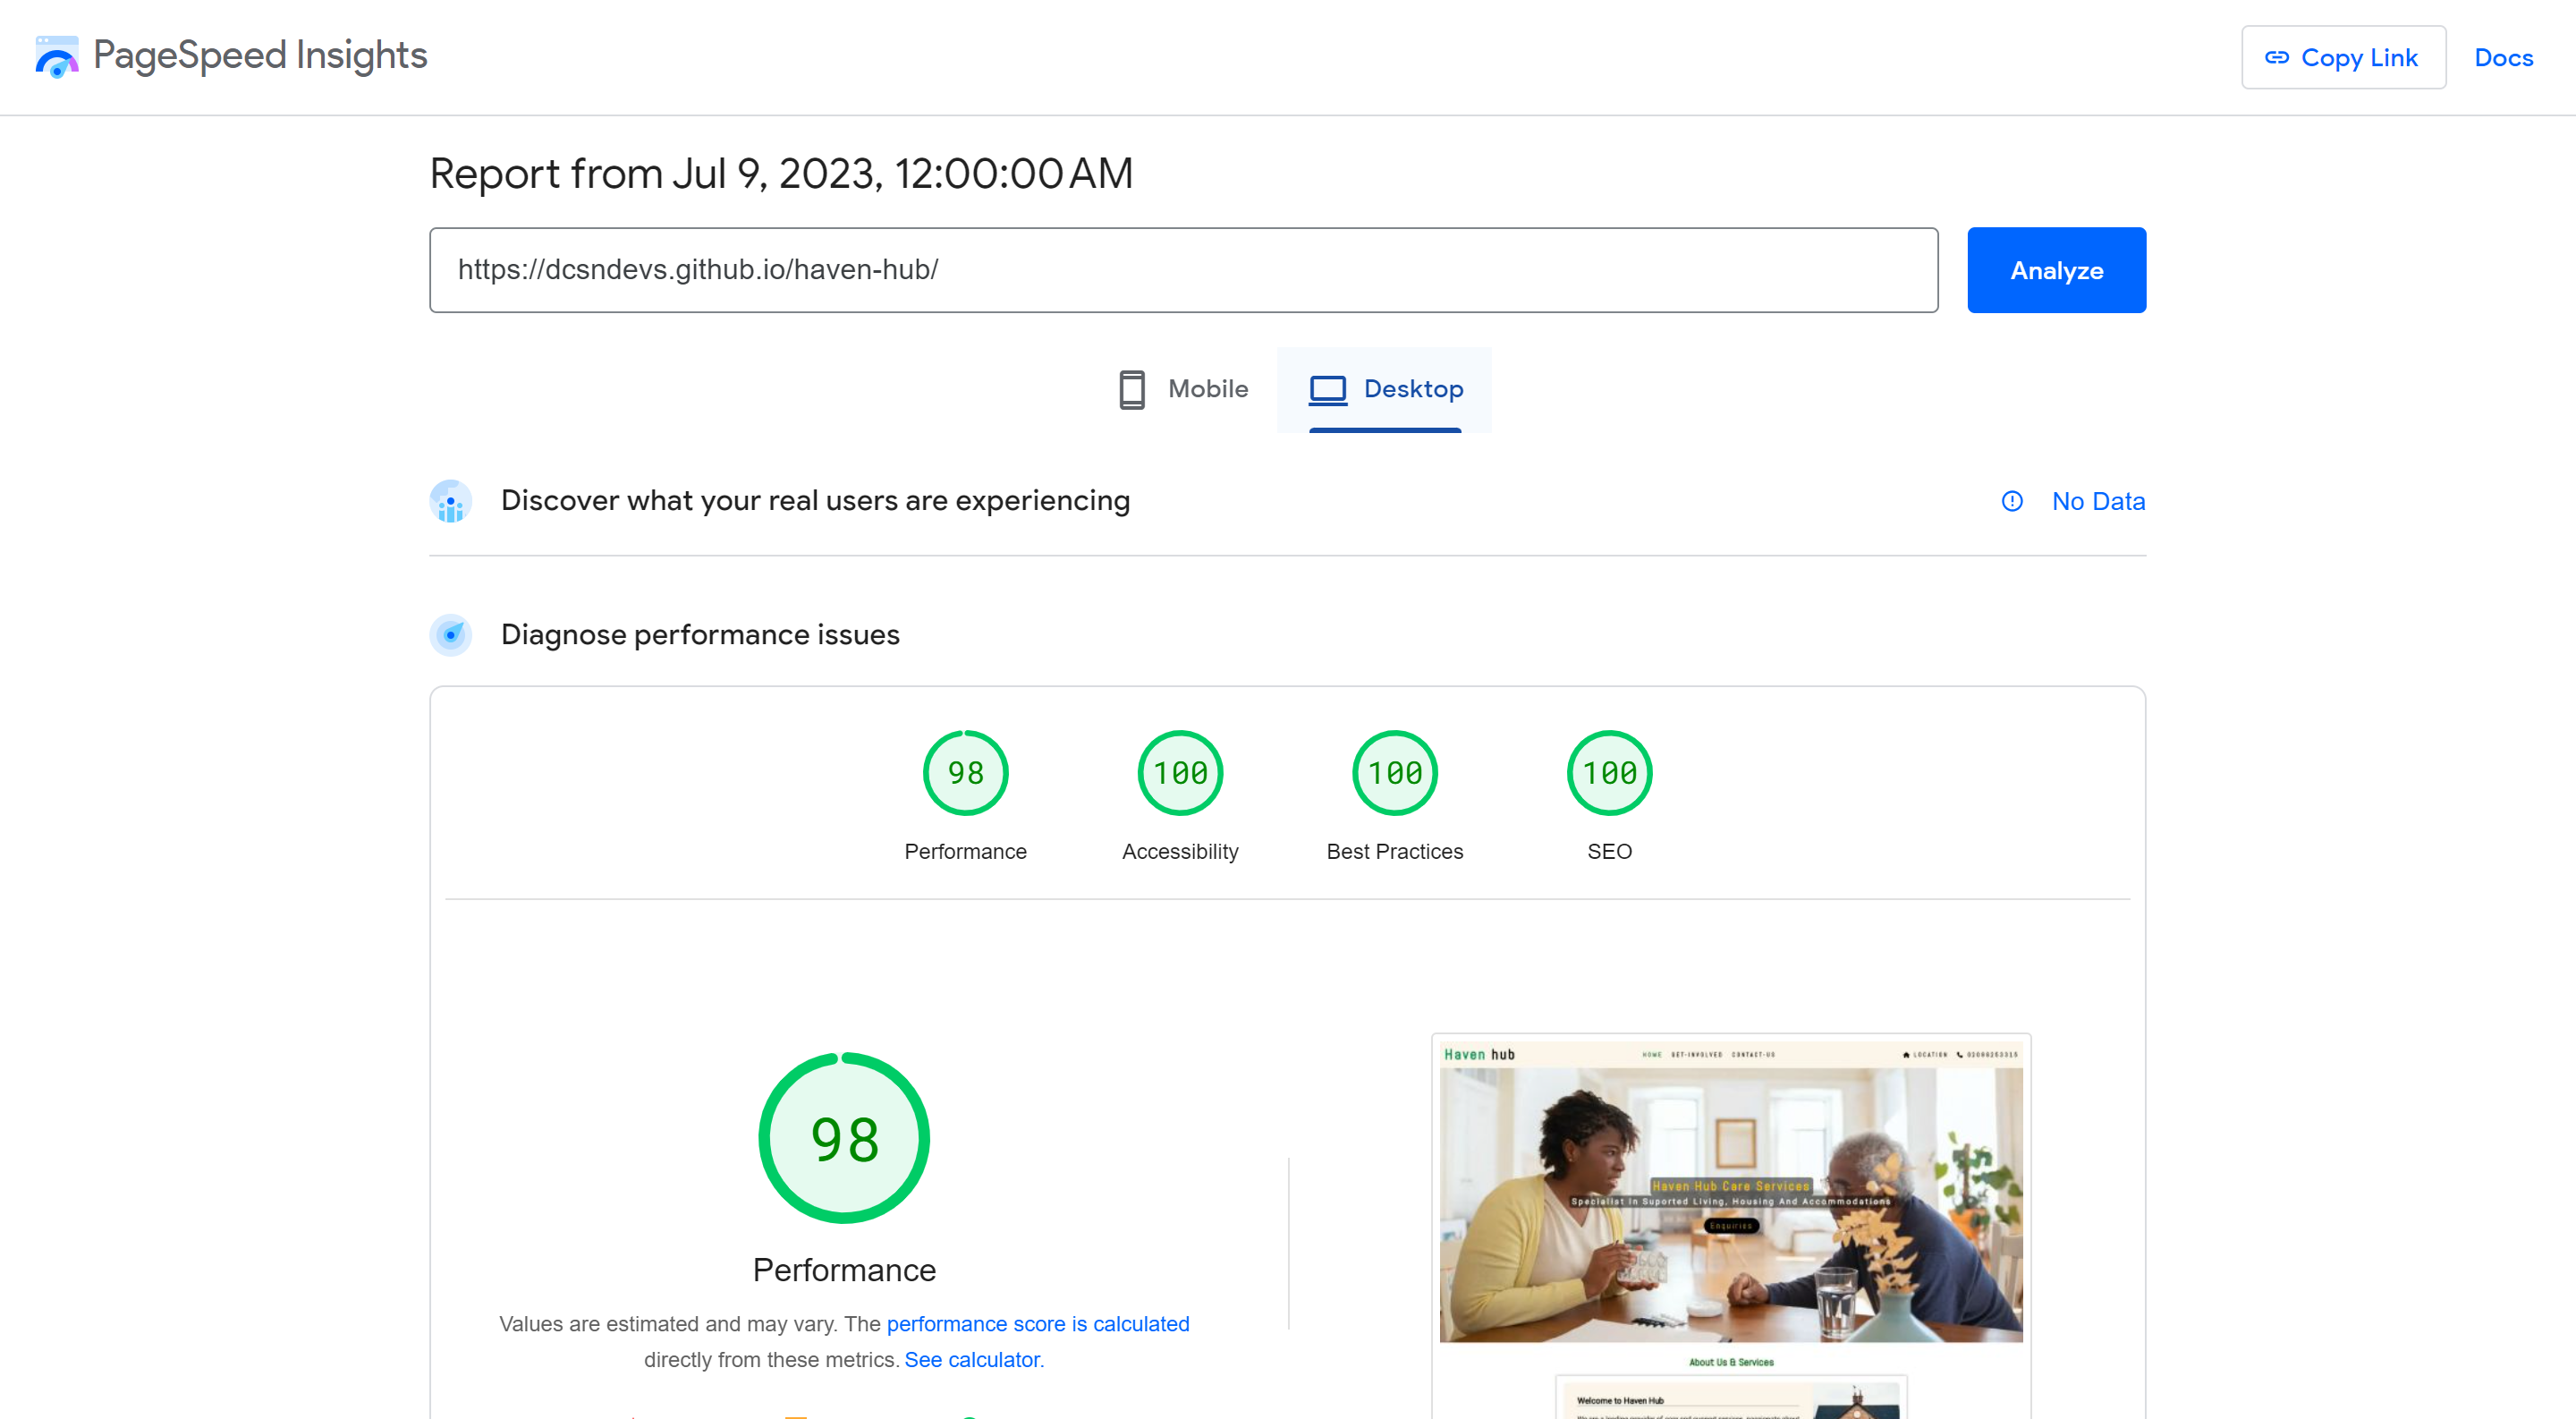 PageSpeed Insights
Copy Link
Docs
Report from Jul 9, 2023, 12:00:00 AM
https://dcsndevs.github.io/haven-hub/
Analyze
Mobile
Desktop
Discover what your real users are experiencing
No Data
Diagnose performance issues
98
100
100
100
Performance
Accessibility
Best Practices
SEO
98
Performance
Values are estimated and may vary. The performance score is calculated
directly from these metrics. See calculator.
Haven hub
HOME
GET-INVOLVED
CONTACT-US
LOCATION
02086253315
Haven Hub Care Services
Specialist In Suported Living, Housing And Accommodations
Enquiries
About Us & Services
Welcome to Haven Hub